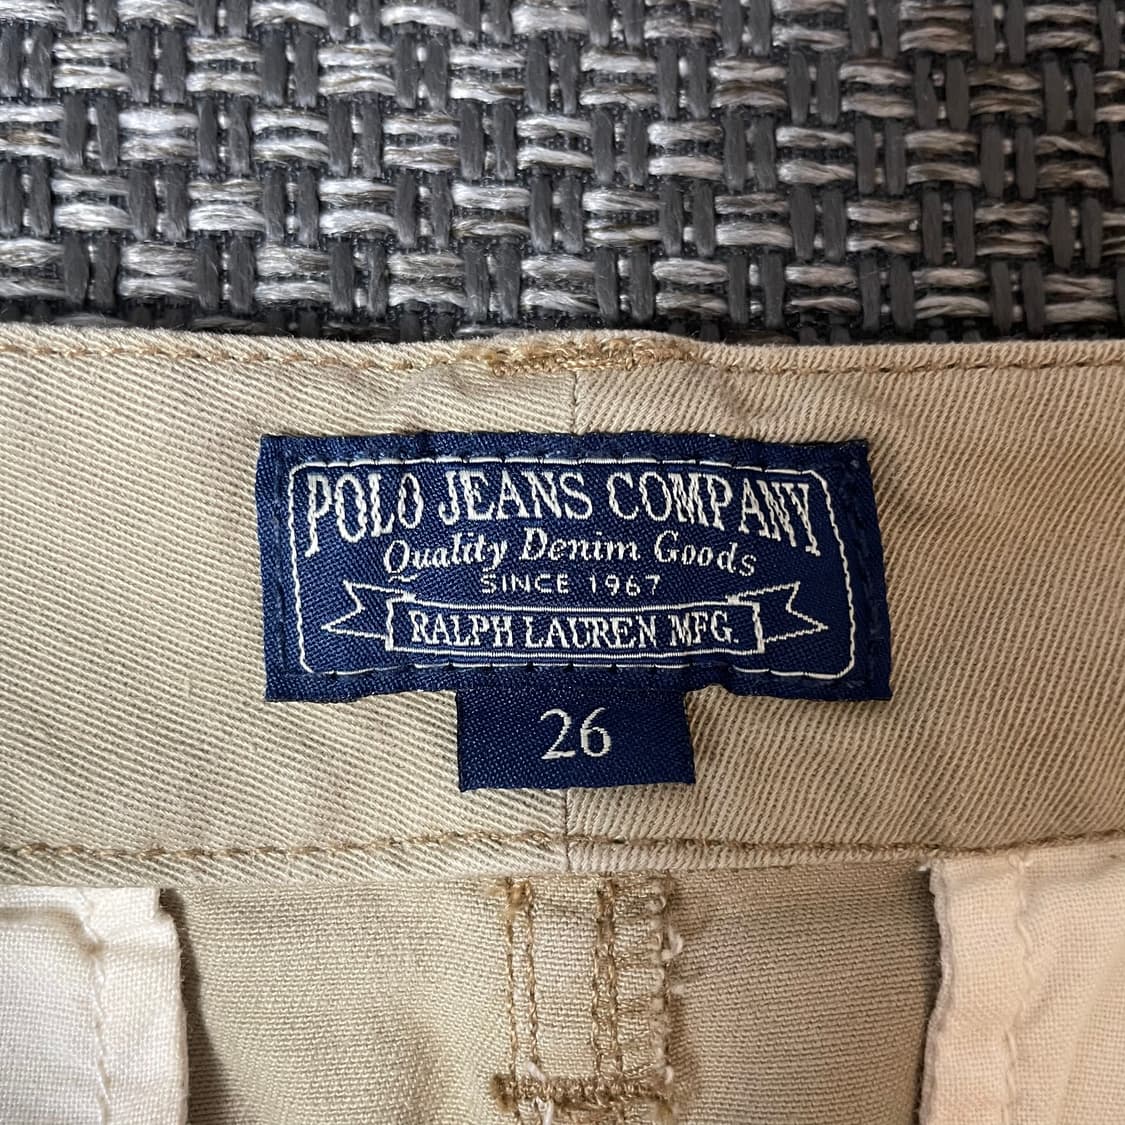 POLO JEANS COMPANY
Quality Denim Goods
SINCE 1967
RALPH LAUREN MFG.
26